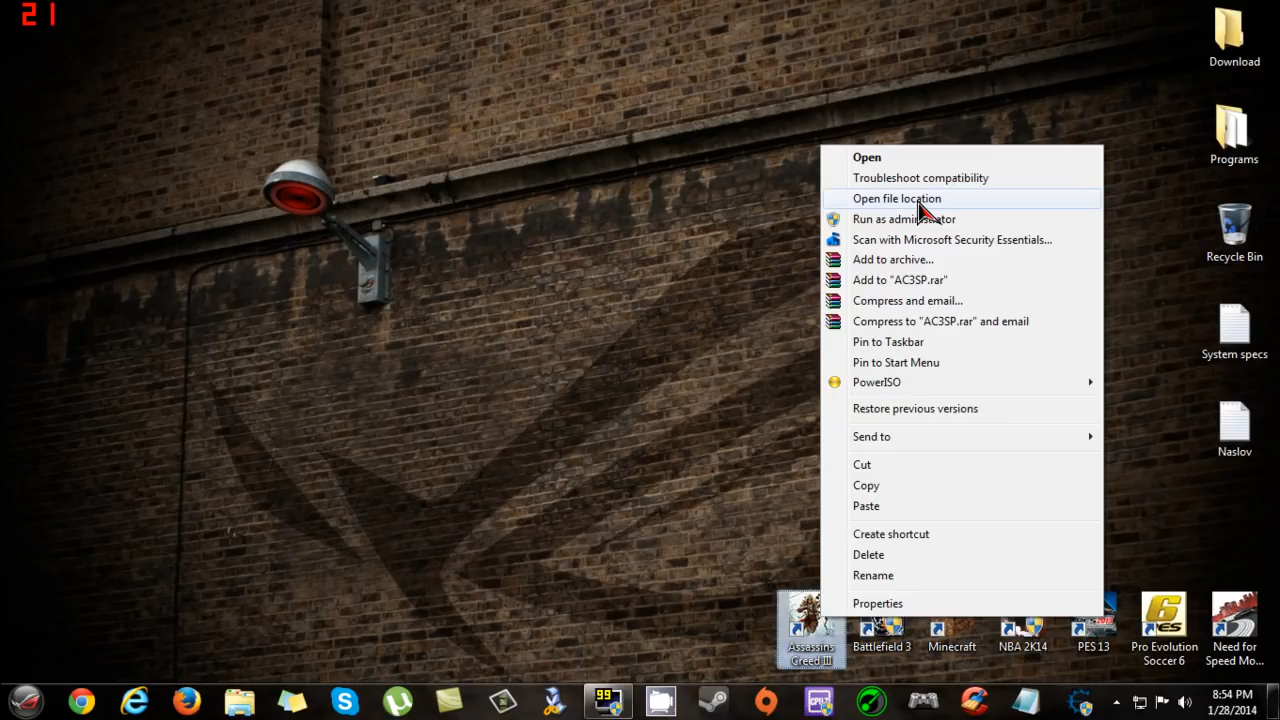 21
Download
Programs
Recycle Bin
System specs
Naslov
Open
Troubleshoot compatibility
Open file location
Run as administrator
Scan with Microsoft Security Essentials...
Add to archive...
Add to "AC3SP.rar"
Compress and email...
Compress to "AC3SP.rar" and email
Pin to Taskbar
Pin to Start Menu
PowerISO
Restore previous versions
Send to
Cut
Copy
Paste
Create shortcut
Delete
Rename
Properties
Assassins
Creed III
Battlefield 3
Minecraft
NBA 2K14
PES 13
Pro Evolution
Soccer 6
Need for
Speed Mo...
99
8:54 PM
1/28/2014